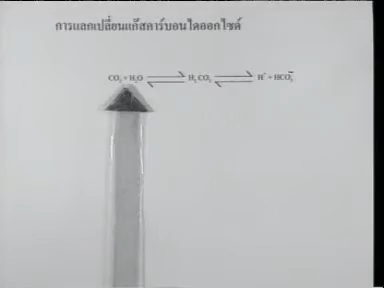 การแลกเปลี่ยนแก๊สคาร์บอนไดออกไซด์
CO₂ + H₂O ⇌ H₂CO₃ ⇌ H⁺ + HCO₃⁻